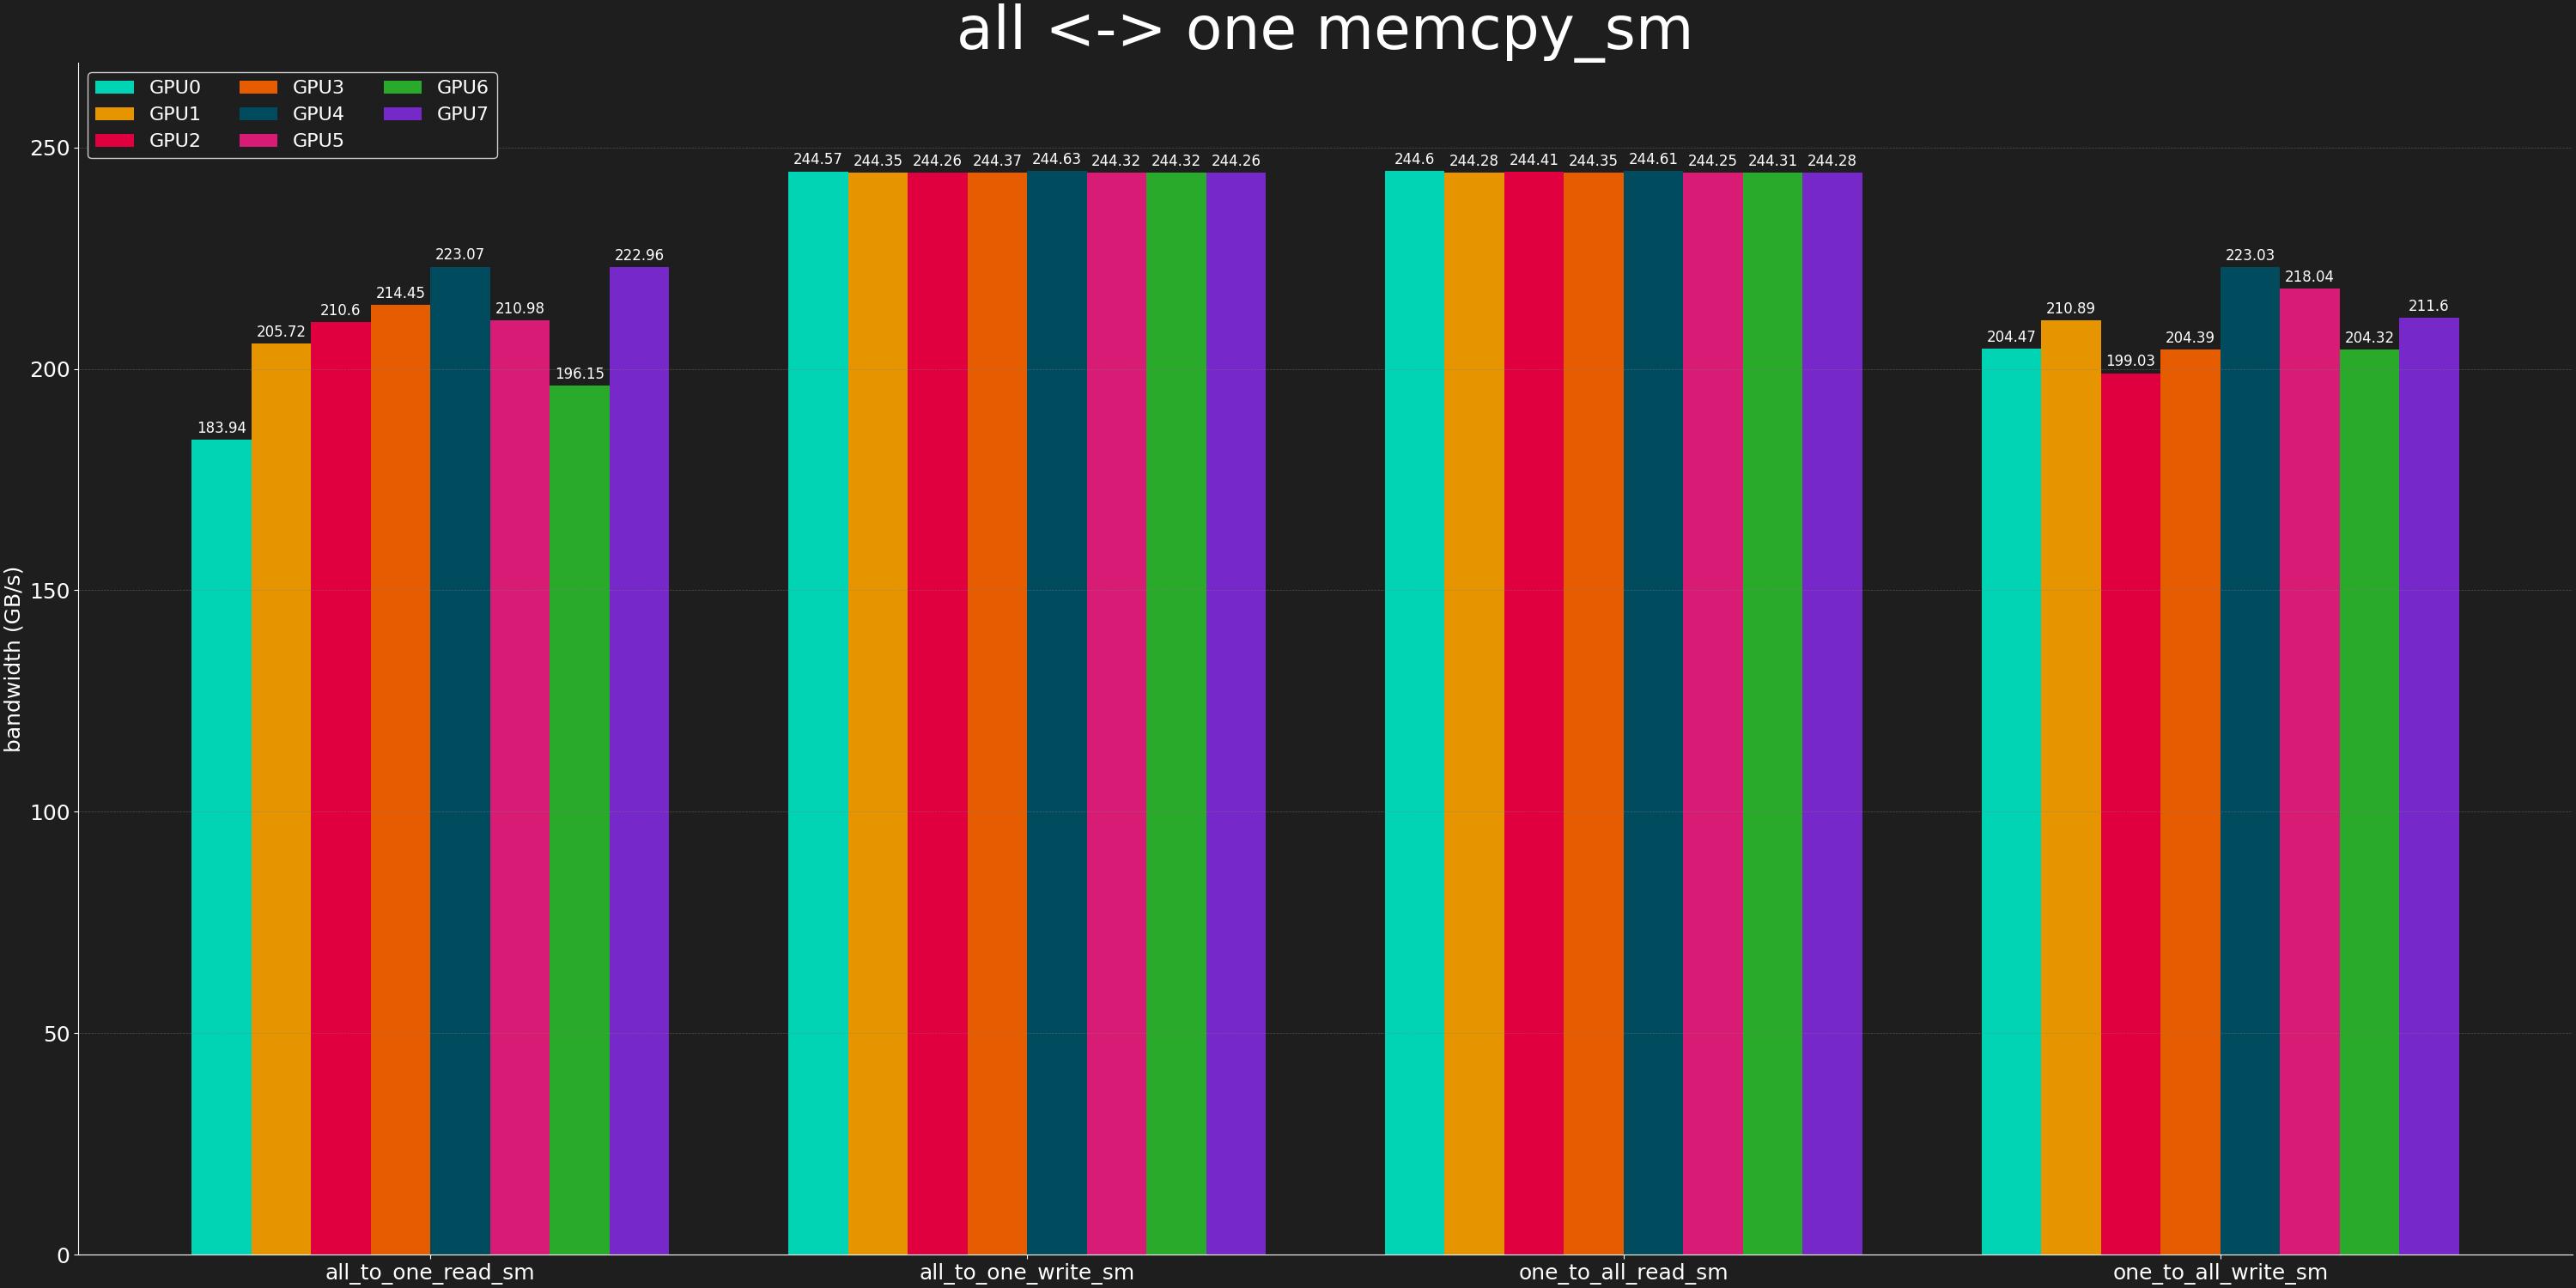 all <-> one memcpy_sm
GPU0 GPU3 GPU6
GPU1 GPU4 GPU7
GPU2 GPU5
bandwidth (GB/s)
250
200
150
100
50
0
183.94 205.72 210.6 214.45 223.07 210.98 196.15 222.96
244.57 244.35 244.26 244.37 244.63 244.32 244.32 244.26
244.6 244.28 244.41 244.35 244.61 244.25 244.31 244.28
204.47 210.89 199.03 204.39 223.03 218.04 204.32 211.6
all_to_one_read_sm all_to_one_write_sm one_to_all_read_sm one_to_all_write_sm